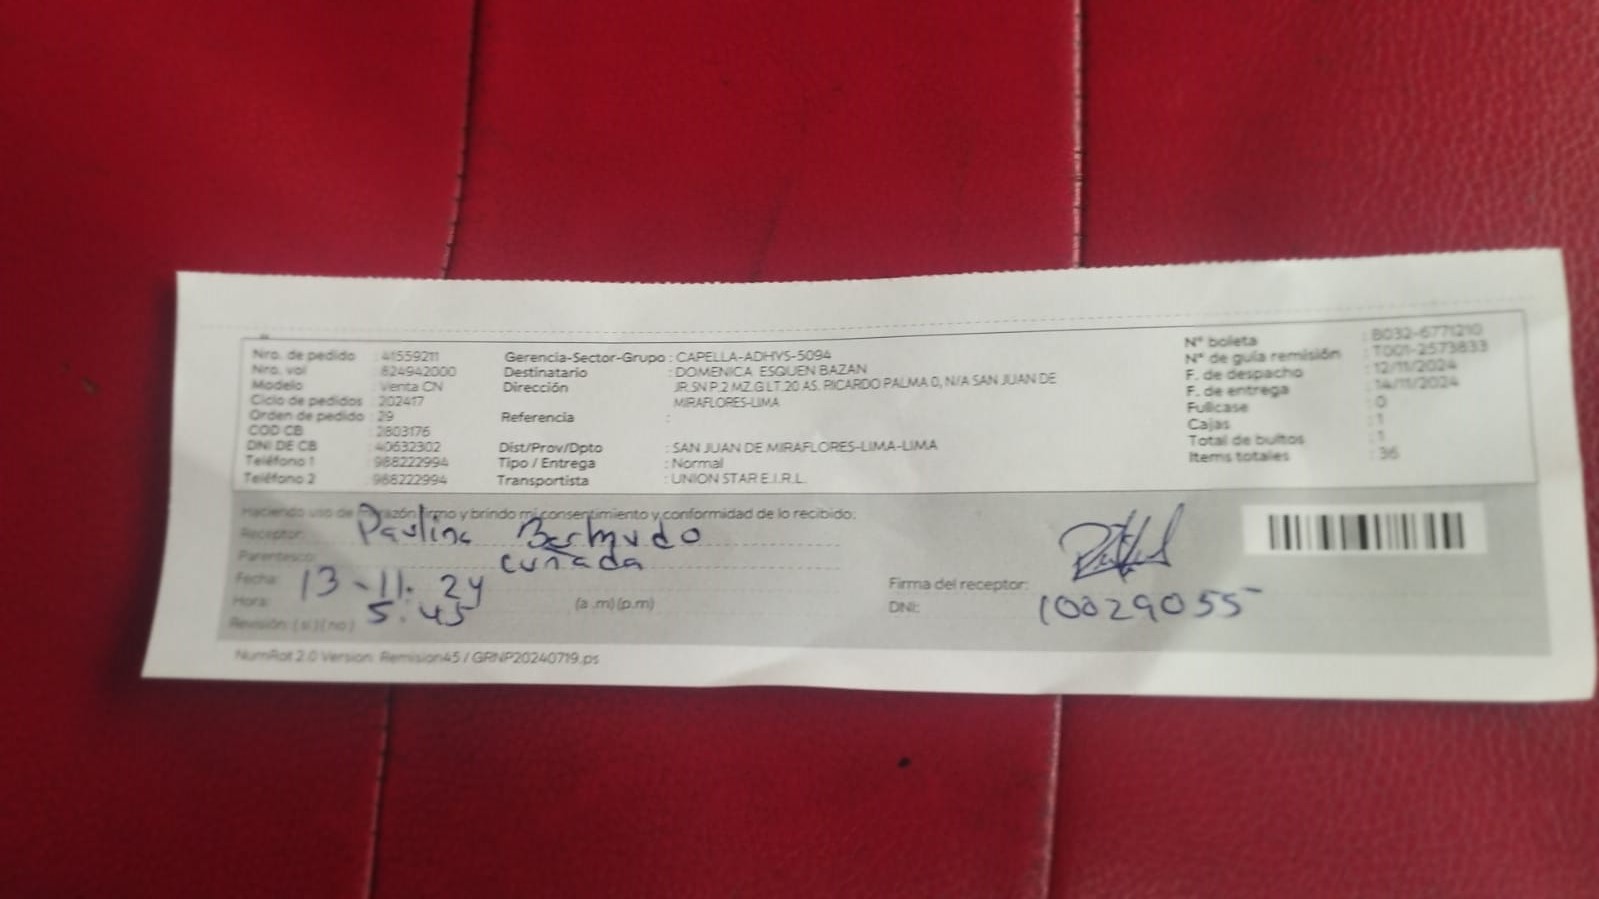 Nro. de pedido : 41559211
Nro. vol : 824942000
Modelo : Venta CN
Ciclo de pedidos : 202417
Orden de pedido : 29
COD CB : 2803176
DNI DE CB : 40632302
Teléfono 1 : 988222994
Teléfono 2 : 988222994
Gerencia-Sector-Grupo : CAPELLA-ADHYS-5094
Destinatario : DOMENICA ESQUEN BAZAN
Dirección : JR.SN P.2 MZ.G LT.20 AS. RICARDO PALMA 0, N/A SAN JUAN DE
MIRAFLORES-LIMA
Referencia :
Dist/Prov/Dpto : SAN JUAN DE MIRAFLORES-LIMA-LIMA
Tipo / Entrega : Normal
Transportista : UNION STAR E.I.R.L.
N° boleta : B032-6771210
N° de guía remisión : T001-2573833
F. de despacho : 12/11/2024
F. de entrega : 14/11/2024
Fullcase : 0
Cajas : 1
Total de bultos : 1
Items totales : 36
Haciendo uso de razón firmo y brindo mi consentimiento y conformidad de lo recibido:
Receptor: Paulina Bermudo
Parentesco: cuñada
Fecha: 13-11-24
Hora: 5:45 (a.m) (p.m)
Revisión: ( si ) ( no )
Firma del receptor:
DNI: 10029055
NumRot 2.0 Version: Remision45 / GRNP20240719.ps